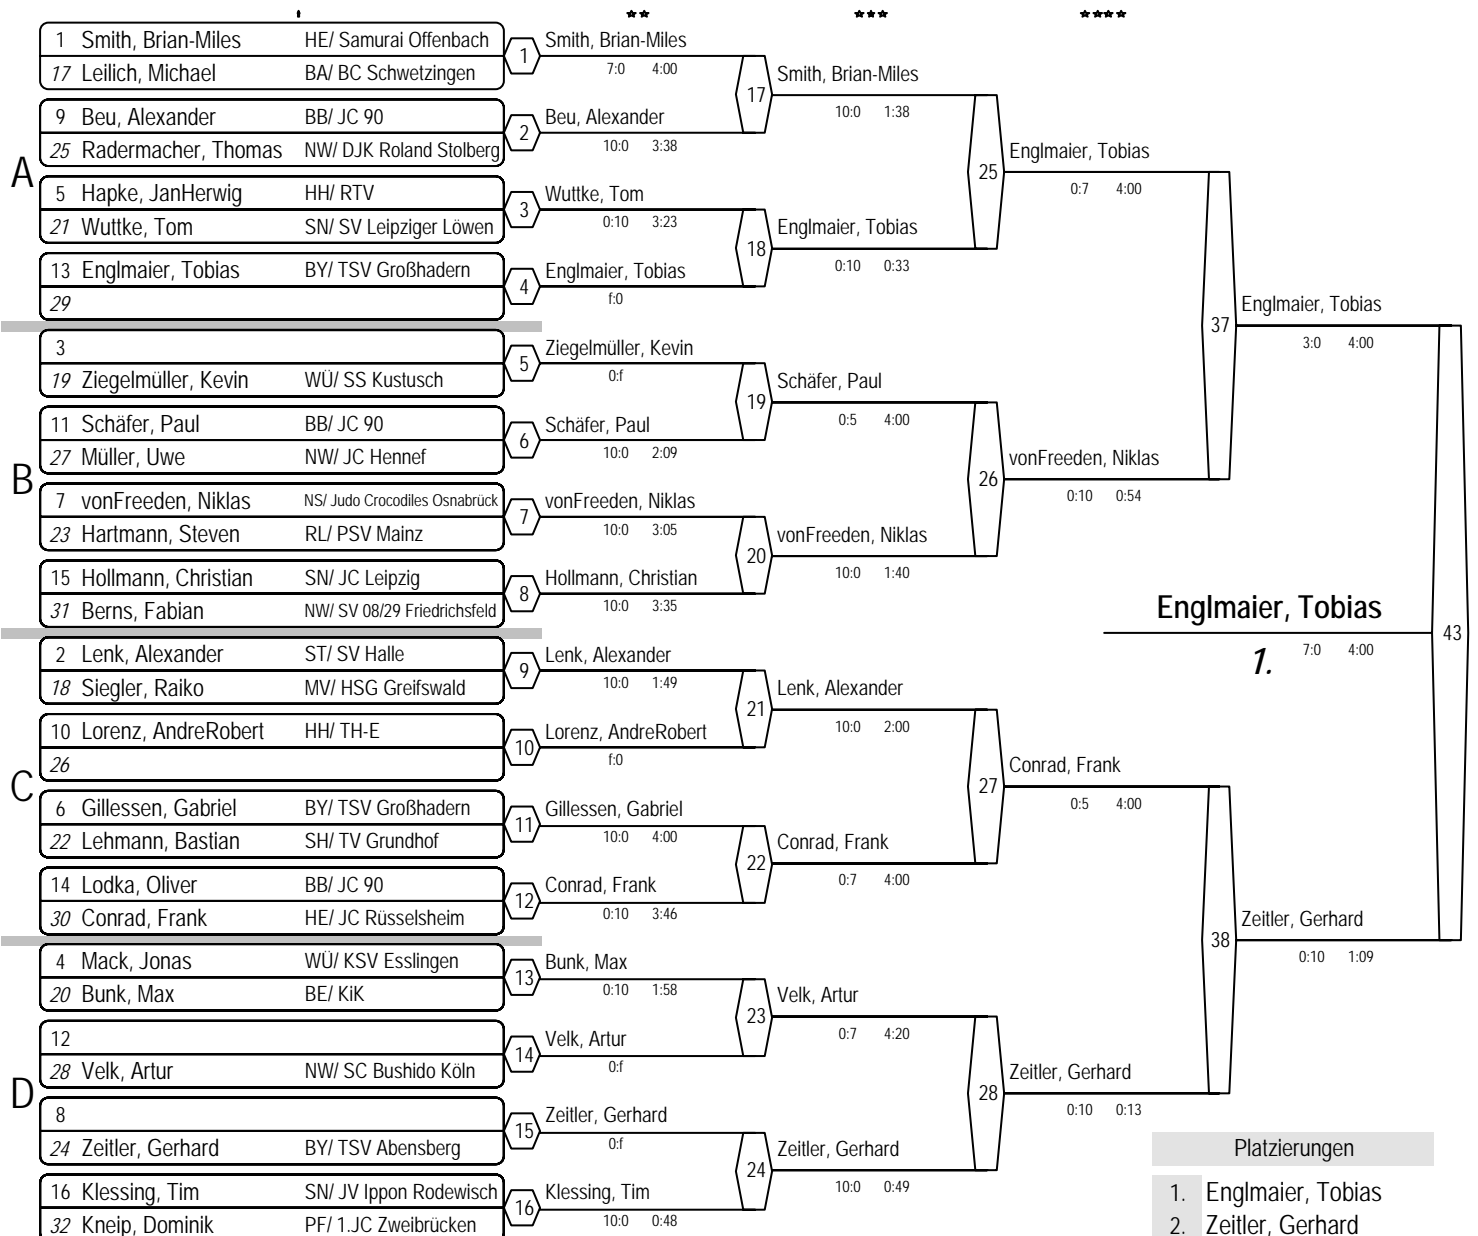 * ** *** ****
1 Smith, Brian-Miles HE/ Samurai Offenbach
17 Leilich, Michael BA/ BC Schwetzingen
1
Smith, Brian-Miles
7:0 4:00
A
9 Beu, Alexander BB/ JC 90
25 Radermacher, Thomas NW/ DJK Roland Stolberg
2
Beu, Alexander
10:0 3:38
17
Smith, Brian-Miles
10:0 1:38
5 Hapke, JanHerwig HH/ RTV
21 Wuttke, Tom SN/ SV Leipziger Löwen
3
Wuttke, Tom
0:10 3:23
13 Englmaier, Tobias BY/ TSV Großhadern
29
4
Englmaier, Tobias
f:0
18
Englmaier, Tobias
0:10 0:33
25
Englmaier, Tobias
0:7 4:00
B
3
19 Ziegelmüller, Kevin WÜ/ SS Kustusch
5
Ziegelmüller, Kevin
0:f
11 Schäfer, Paul BB/ JC 90
27 Müller, Uwe NW/ JC Hennef
6
Schäfer, Paul
10:0 2:09
19
Schäfer, Paul
0:5 4:00
7 vonFreeden, Niklas NS/ Judo Crocodiles Osnabrück
23 Hartmann, Steven RL/ PSV Mainz
7
vonFreeden, Niklas
10:0 3:05
15 Hollmann, Christian SN/ JC Leipzig
31 Berns, Fabian NW/ SV 08/29 Friedrichsfeld
8
Hollmann, Christian
10:0 3:35
20
vonFreeden, Niklas
10:0 1:40
26
vonFreeden, Niklas
0:10 0:54
37
Englmaier, Tobias
3:0 4:00
C
2 Lenk, Alexander ST/ SV Halle
18 Siegler, Raiko MV/ HSG Greifswald
9
Lenk, Alexander
10:0 1:49
10 Lorenz, AndreRobert HH/ TH-E
26
10
Lorenz, AndreRobert
f:0
21
Lenk, Alexander
10:0 2:00
6 Gillessen, Gabriel BY/ TSV Großhadern
22 Lehmann, Bastian SH/ TV Grundhof
11
Gillessen, Gabriel
10:0 4:00
14 Lodka, Oliver BB/ JC 90
30 Conrad, Frank HE/ JC Rüsselsheim
12
Conrad, Frank
0:10 3:46
22
Conrad, Frank
0:7 4:00
27
Conrad, Frank
0:5 4:00
D
4 Mack, Jonas WÜ/ KSV Esslingen
20 Bunk, Max BE/ KiK
13
Bunk, Max
0:10 1:58
12
28 Velk, Artur NW/ SC Bushido Köln
14
Velk, Artur
0:f
23
Velk, Artur
0:7 4:20
8
24 Zeitler, Gerhard BY/ TSV Abensberg
15
Zeitler, Gerhard
0:f
16 Klessing, Tim SN/ JV Ippon Rodewisch
32 Kneip, Dominik PF/ 1.JC Zweibrücken
16
Klessing, Tim
10:0 0:48
24
Zeitler, Gerhard
10:0 0:49
28
Zeitler, Gerhard
0:10 0:13
38
Zeitler, Gerhard
0:10 1:09
43
Englmaier, Tobias
1. 7:0 4:00
Platzierungen
1. Englmaier, Tobias
2. Zeitler, Gerhard